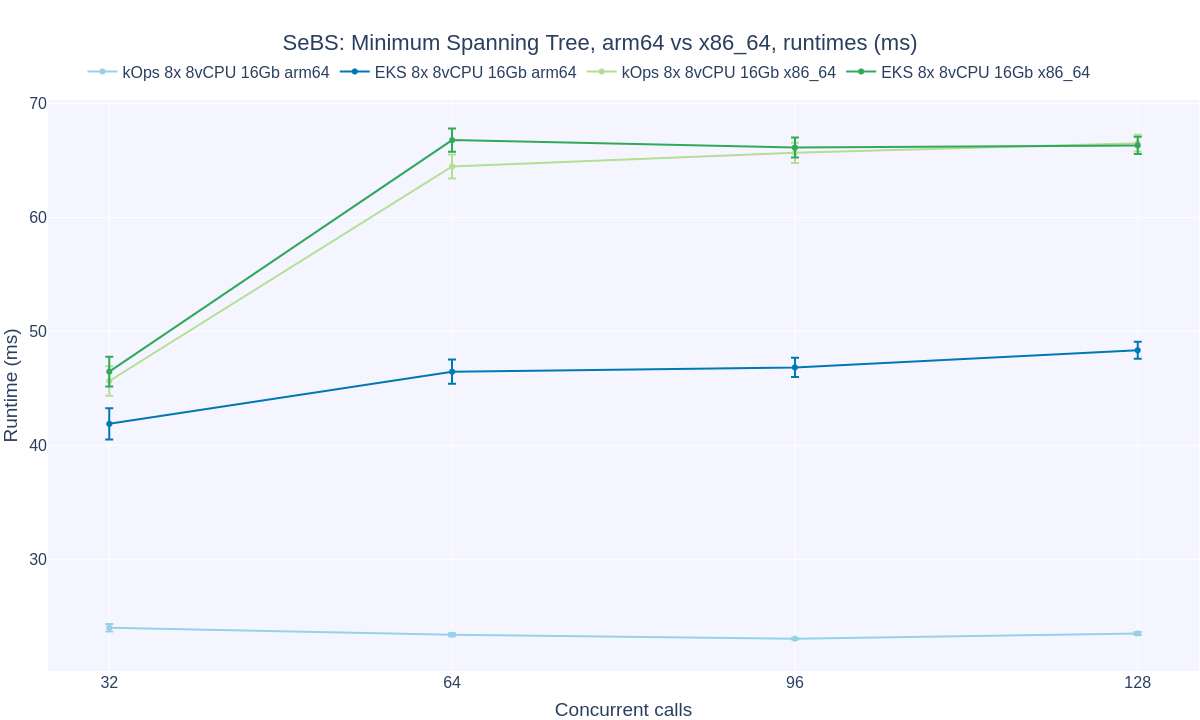 SeBS: Minimum Spanning Tree, arm64 vs x86_64, runtimes (ms)
kOps 8x 8vCPU 16Gb arm64 EKS 8x 8vCPU 16Gb arm64 kOps 8x 8vCPU 16Gb x86_64 EKS 8x 8vCPU 16Gb x86_64
70
60
50
40
30
Runtime (ms)
32 64 96 128
Concurrent calls